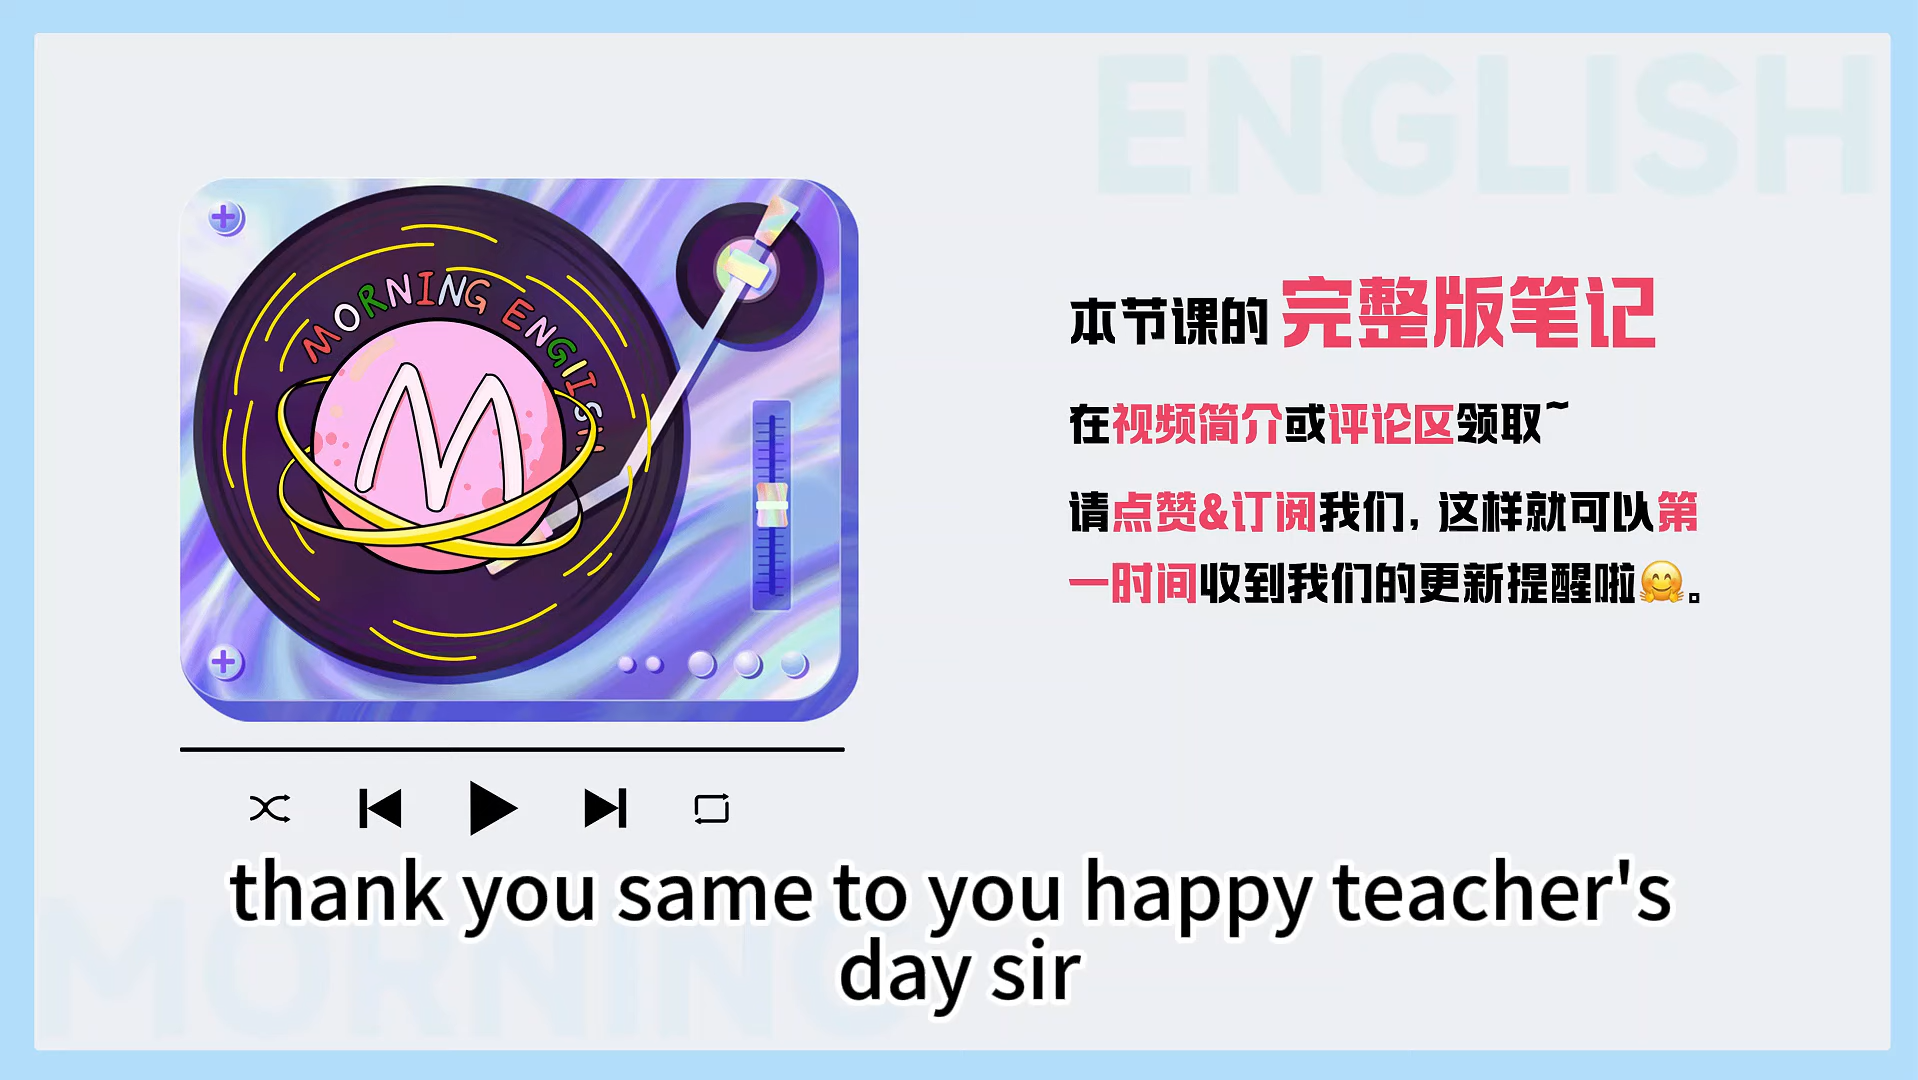 ENGLISH
MORNING ENGLISH
M
本节课的 完整版笔记
在视频简介或评论区领取~
请点赞&订阅我们，这样就可以第
一时间收到我们的更新提醒啦🤗。
MORNING
thank you same to you happy teacher's
day sir